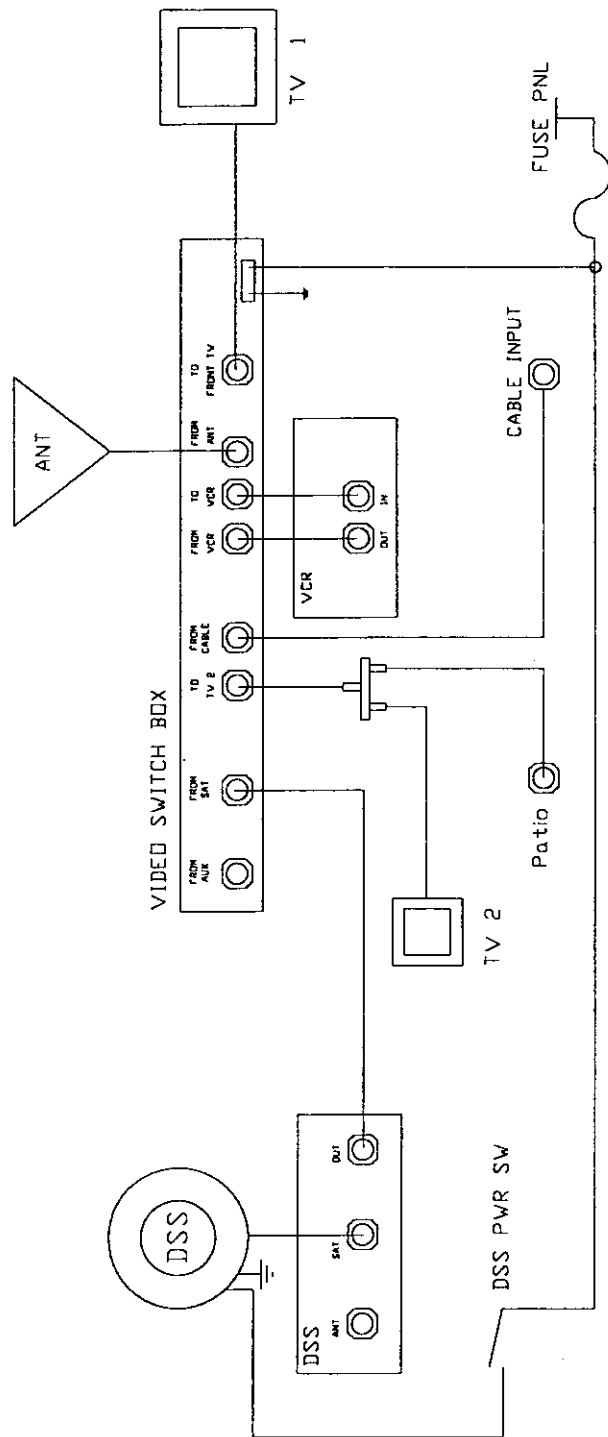 ANT
TV 1
VIDEO SWITCH BOX
FROM
AUX
FROM
SAT
TO
TV 2
FROM
CABLE
FROM
VCR
TO
VCR
FROM
ANT
TO
FRONT TV
DSS
VCR
OUT
IN
DSS
ANT
SAT
OUT
TV 2
Patio
CABLE INPUT
FUSE PNL
DSS PWR SW